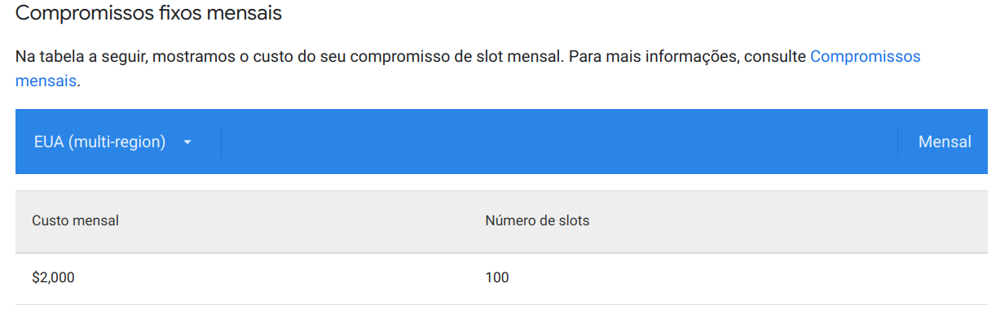 Compromissos fixos mensais
Na tabela a seguir, mostramos o custo do seu compromisso de slot mensal. Para mais informações, consulte Compromissos
mensais.
EUA (multi-region) Mensal
Custo mensal Número de slots
$2,000 100